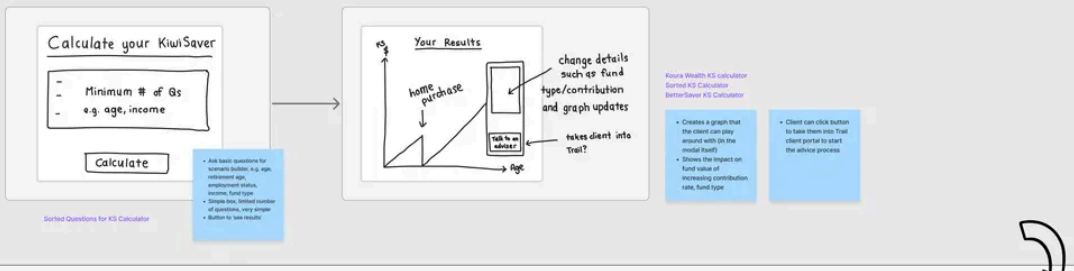 Calculate your KiwiSaver
Minimum # of Qs
e.g. age, income
Calculate
Ask basic questions for
scenario builder, e.g. age,
retirement age,
employment status,
income, fund type
Simple box, limited number
of questions, very simple
Button to 'see results'
Sorted Questions for KS Calculator
KS
$
Your Results
home
purchase
Talk to an
adviser
Age
change details
such as fund
type/contribution
and graph updates
takes client into
Trail?
Koura Wealth KS calculator
Sorted KS Calculator
BetterSaver KS Calculator
Creates a graph that
the client can play
around with (in the
modal itself)
Shows the impact on
fund value of
increasing contribution
rate, fund type
Client can click button
to take them into Trail
client portal to start
the advice process